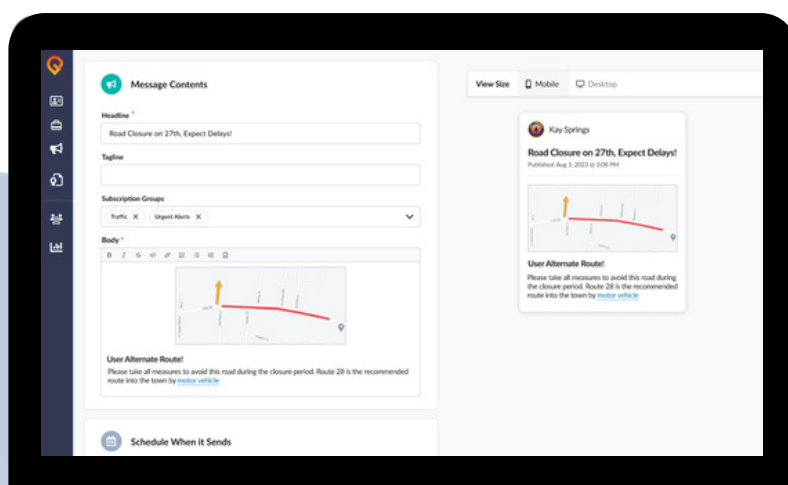 Message Contents
Headline *
Road Closure on 27th, Expect Delays!
Tagline
Subscription Groups
Traffic X Urgent Alerts X
Body *
B I S
User Alternate Route!
Please take all measures to avoid this road during the closure period. Route 28 is the recommended
route into the town by motor vehicle
Schedule When it Sends
View Size Mobile Desktop
Kay Springs
Road Closure on 27th, Expect Delays!
Published: Aug 3, 2023 @ 3:08 PM
User Alternate Route!
Please take all measures to avoid this road during
the closure period. Route 28 is the recommended
route into the town by motor vehicle